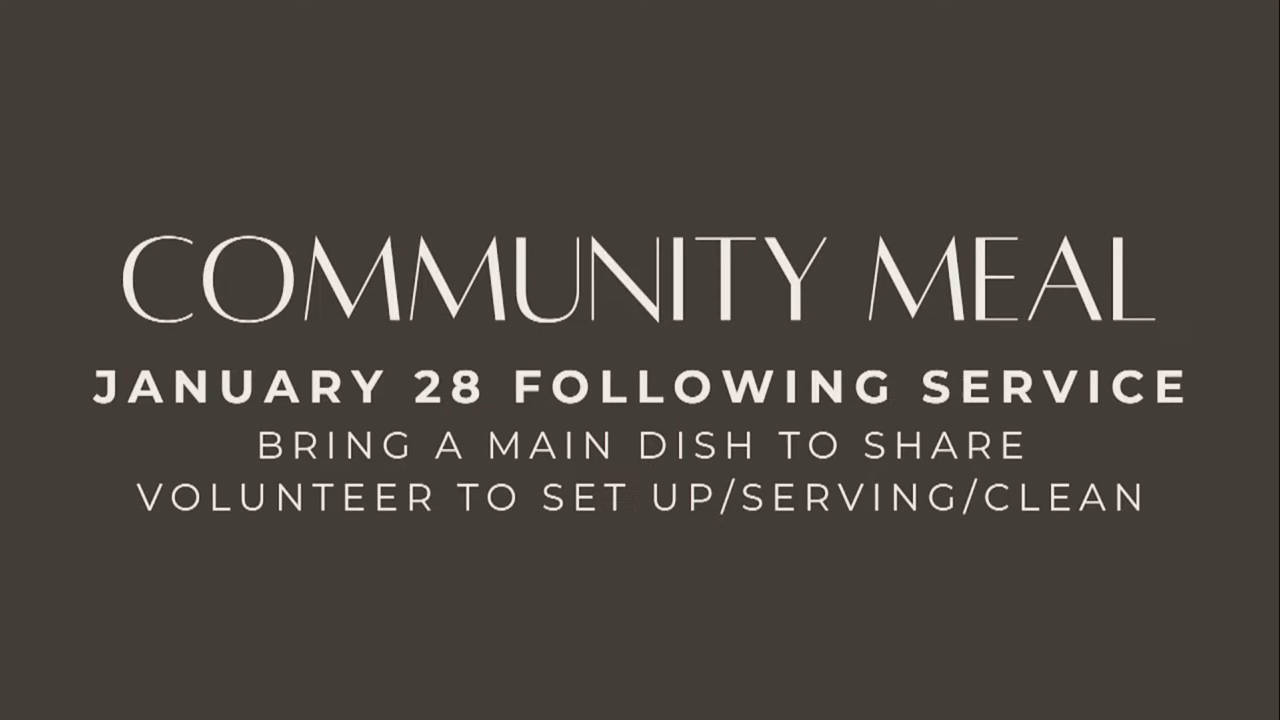 COMMUNITY MEAL
JANUARY 28 FOLLOWING SERVICE
BRING A MAIN DISH TO SHARE
VOLUNTEER TO SET UP/SERVING/CLEAN